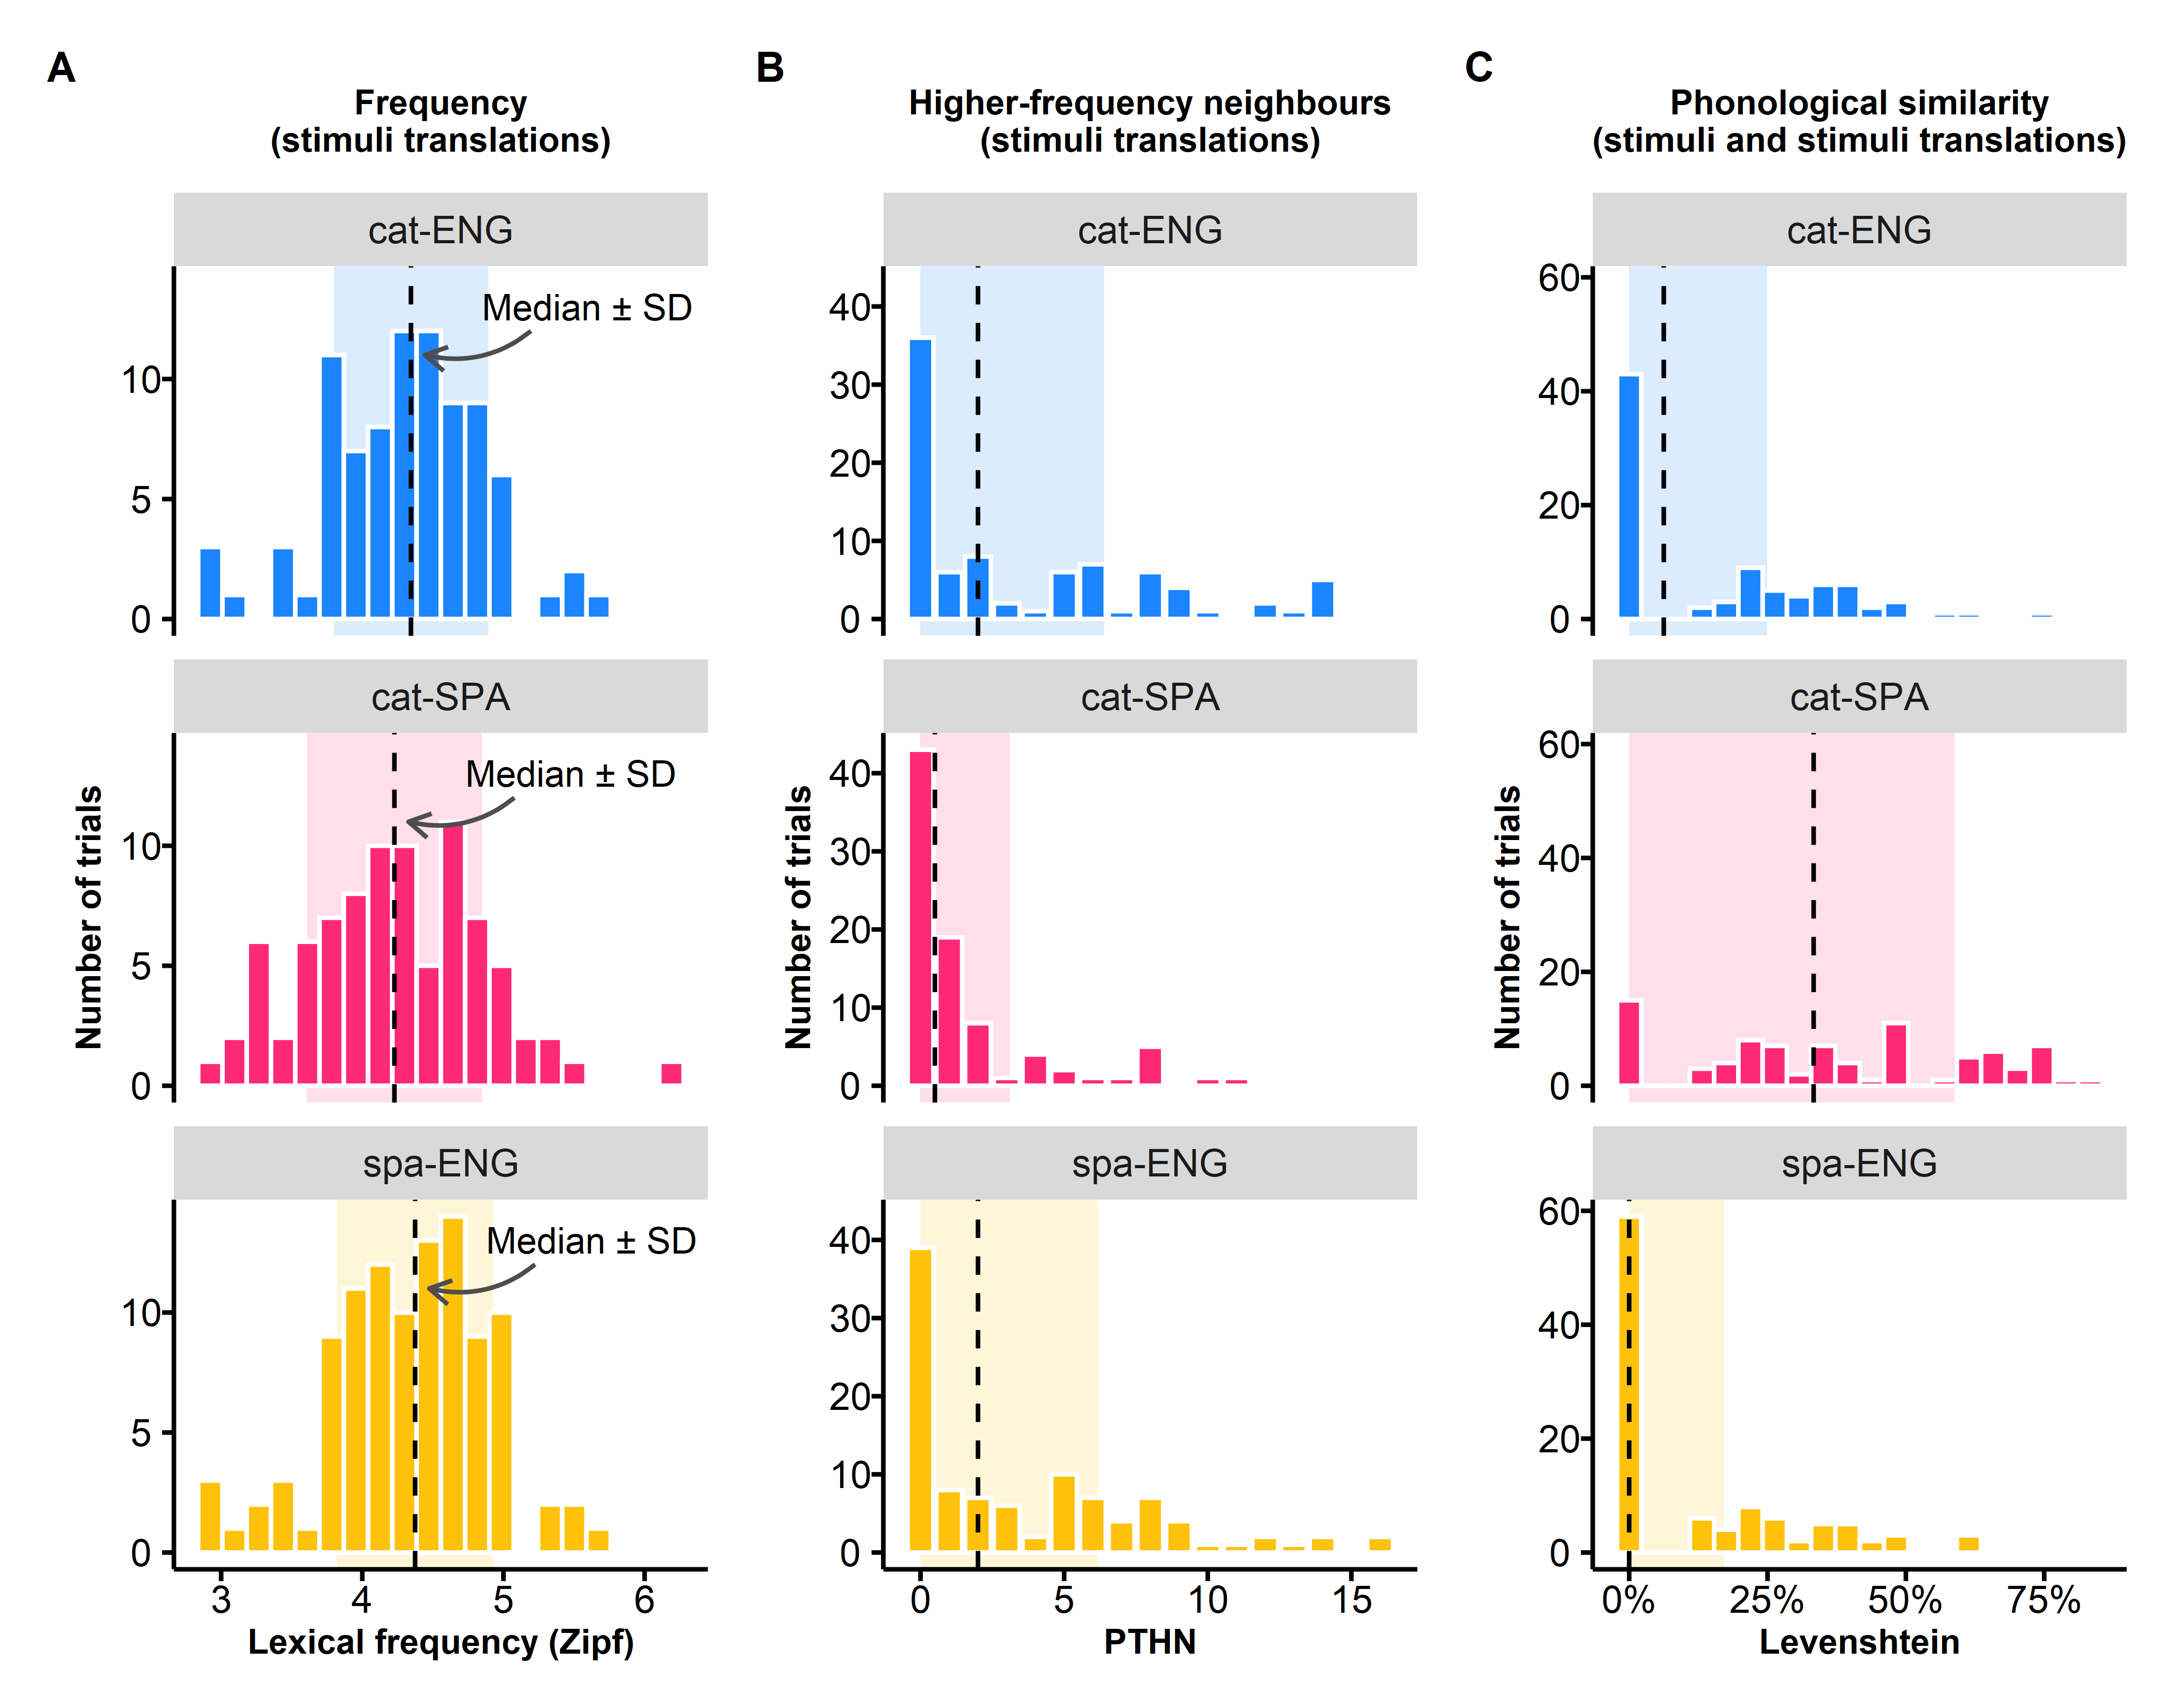 A
Frequency
(stimuli translations)
cat-ENG
Median ± SD
10
5
0
cat-SPA
Median ± SD
Number of trials
10
5
0
spa-ENG
Median ± SD
10
5
0
3 4 5 6
Lexical frequency (Zipf)
B
Higher-frequency neighbours
(stimuli translations)
cat-ENG
40
30
20
10
0
cat-SPA
Number of trials
40
30
20
10
0
spa-ENG
40
30
20
10
0
0 5 10 15
PTHN
C
Phonological similarity
(stimuli and stimuli translations)
cat-ENG
60
40
20
0
cat-SPA
Number of trials
60
40
20
0
spa-ENG
60
40
20
0
0% 25% 50% 75%
Levenshtein